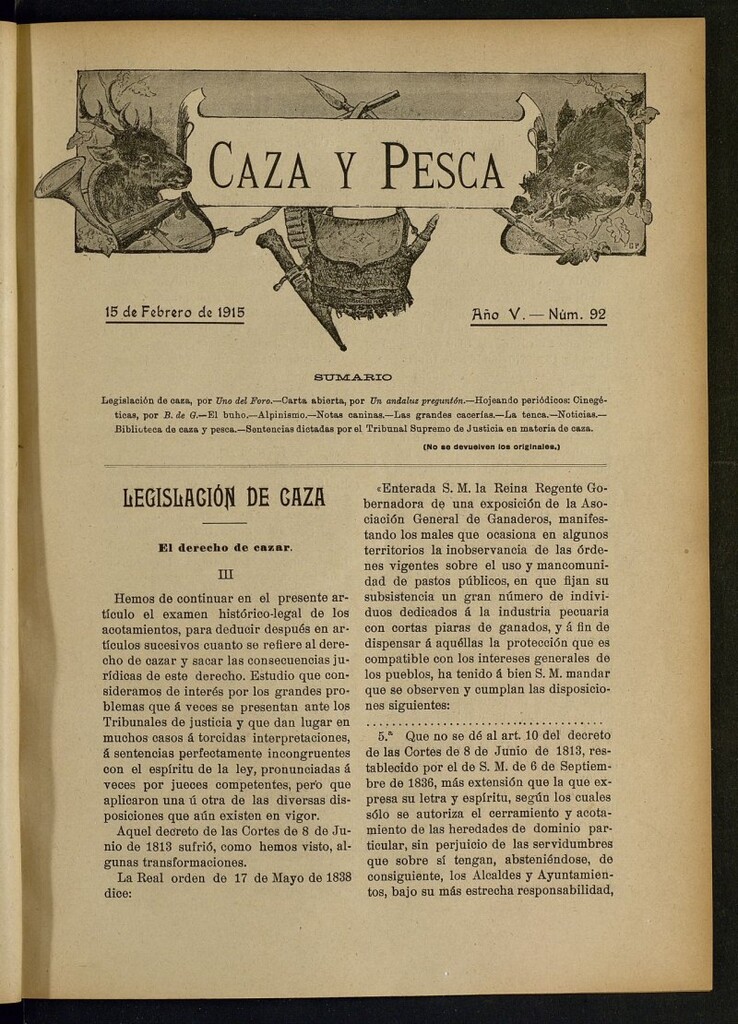 CAZA Y PESCA
15 de Febrero de 1915
Año V.—Núm. 92
SUMARIO
Legislación de caza, por Uno del Foro.—Carta abierta, por Un andaluz preguntón.—Hojeando periódicos: Cinegé-
ticas, por B. de G.—El buho.—Alpinismo.—Notas caninas.—Las grandes cacerías.—La tenca.—Noticias.—
Biblioteca de caza y pesca.—Sentencias dictadas por el Tribunal Supremo de Justicia en materia de caza.
(No se devuelven los originales.)
LEGISLACIÓN DE CAZA
El derecho de cazar.
III
Hemos de continuar en el presente ar-
tículo el examen histórico-legal de los
acotamientos, para deducir después en ar-
tículos sucesivos cuanto se refiere al dere-
cho de cazar y sacar las consecuencias ju-
rídicas de este derecho. Estudio que con-
sideramos de interés por los grandes pro-
blemas que á veces se presentan ante los
Tribunales de justicia y que dan lugar en
muchos casos á torcidas interpretaciones,
á sentencias perfectamente incongruentes
con el espíritu de la ley, pronunciadas á
veces por jueces competentes, pero que
aplicaron una ú otra de las diversas dis-
posiciones que aún existen en vigor.
Aquel decreto de las Cortes de 8 de Ju-
nio de 1813 sufrió, como hemos visto, al-
gunas transformaciones.
La Real orden de 17 de Mayo de 1838
dice:
«Enterada S. M. la Reina Regente Go-
bernadora de una exposición de la Aso-
ciación General de Ganaderos, manifes-
tando los males que ocasiona en algunos
territorios la inobservancia de las órde-
nes vigentes sobre el uso y mancomuni-
dad de pastos públicos, en que fijan su
subsistencia un gran número de indivi-
duos dedicados á la industria pecuaria
con cortas piaras de ganados, y á fin de
dispensar á aquéllas la protección que es
compatible con los intereses generales de
los pueblos, ha tenido á bien S. M. mandar
que se observen y cumplan las disposicio-
nes siguientes:
. . . . . . . . . . . . . . . . . . . . . . . . . . . . . .
5.ª Que no se dé al art. 10 del decreto
de las Cortes de 8 de Junio de 1813, res-
tablecido por el de S. M. de 6 de Septiem-
bre de 1836, más extensión que la que ex-
presa su letra y espíritu, según los cuales
sólo se autoriza el cerramiento y acota-
miento de las heredades de dominio par-
ticular, sin perjuicio de las servidumbres
que sobre sí tengan, absteniéndose, de
consiguiente, los Alcaldes y Ayuntamien-
tos, bajo su más estrecha responsabilidad,